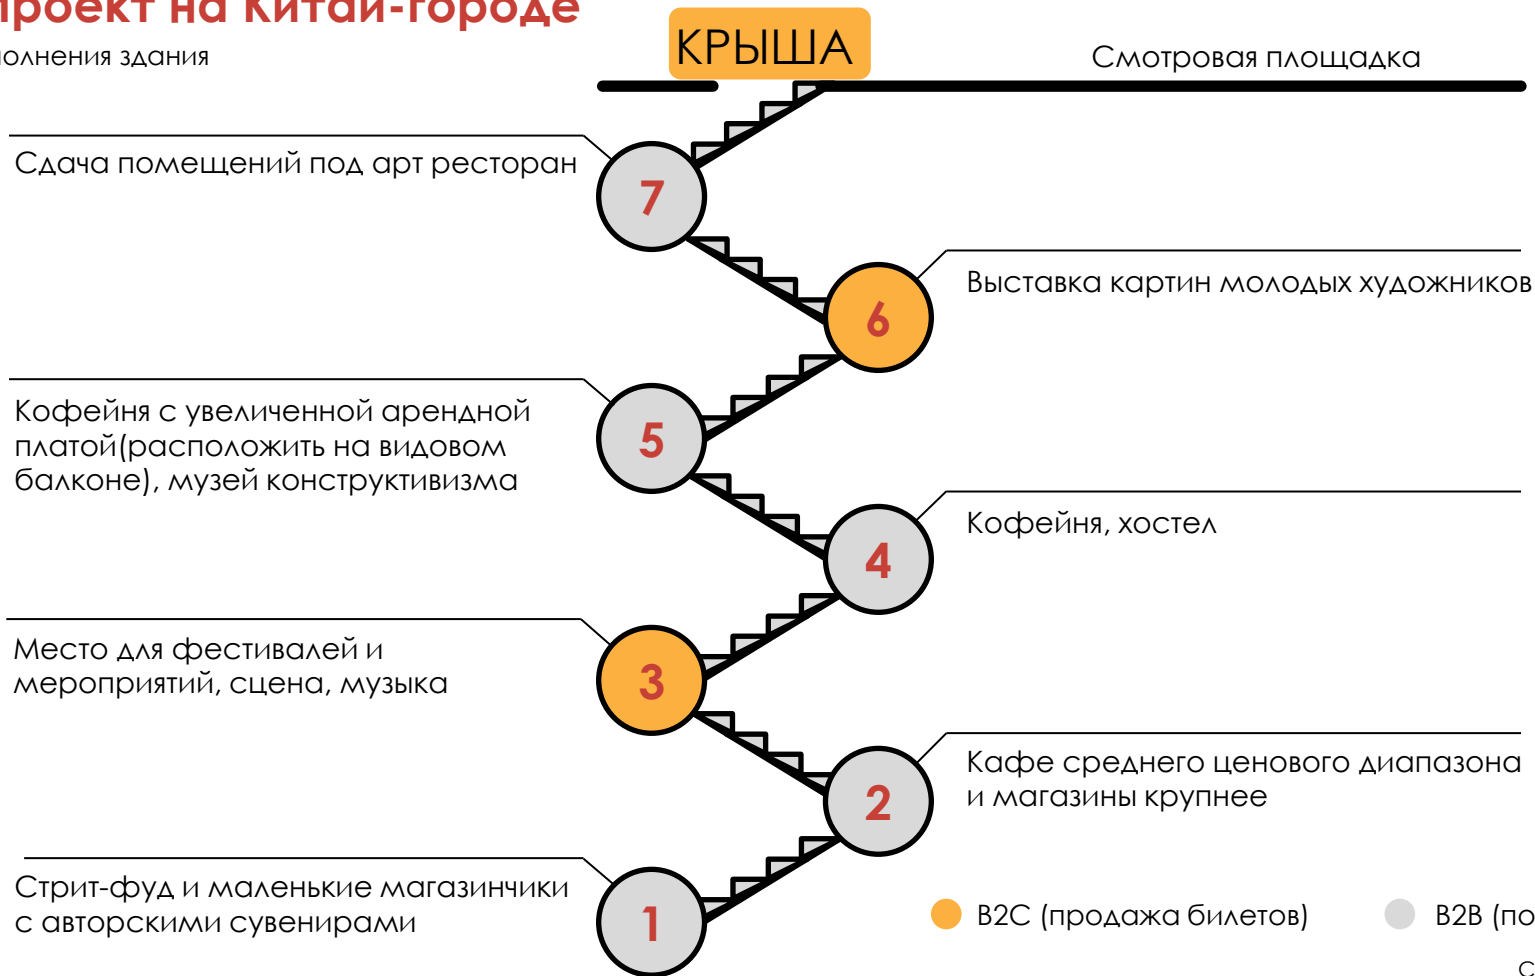 проект на Китай-городе
полнения здания
КРЫША
Смотровая площадка
Сдача помещений под арт ресторан
7
Выставка картин молодых художников
6
Кофейня с увеличенной арендной
платой(расположить на видовом
балконе), музей конструктивизма
5
Кофейня, хостел
4
Место для фестивалей и
мероприятий, сцена, музыка
3
Кафе среднего ценового диапазона
и магазины крупнее
2
Стрит-фуд и маленькие магазинчики
с авторскими сувенирами
1
B2C (продажа билетов)
B2B (по